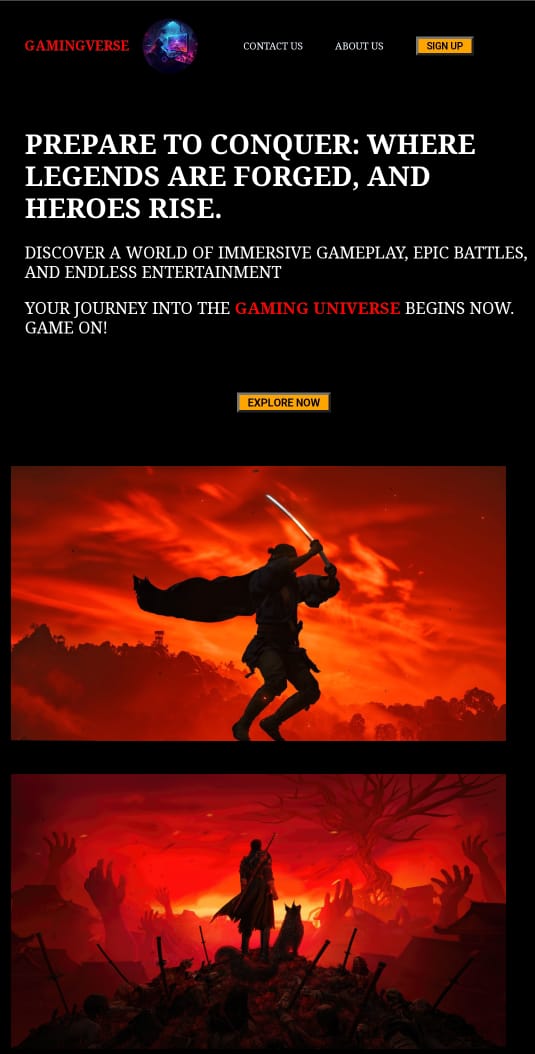 GAMINGVERSE
CONTACT US
ABOUT US
SIGN UP
PREPARE TO CONQUER: WHERE
LEGENDS ARE FORGED, AND
HEROES RISE.
DISCOVER A WORLD OF IMMERSIVE GAMEPLAY, EPIC BATTLES,
AND ENDLESS ENTERTAINMENT
YOUR JOURNEY INTO THE GAMING UNIVERSE BEGINS NOW.
GAME ON!
EXPLORE NOW